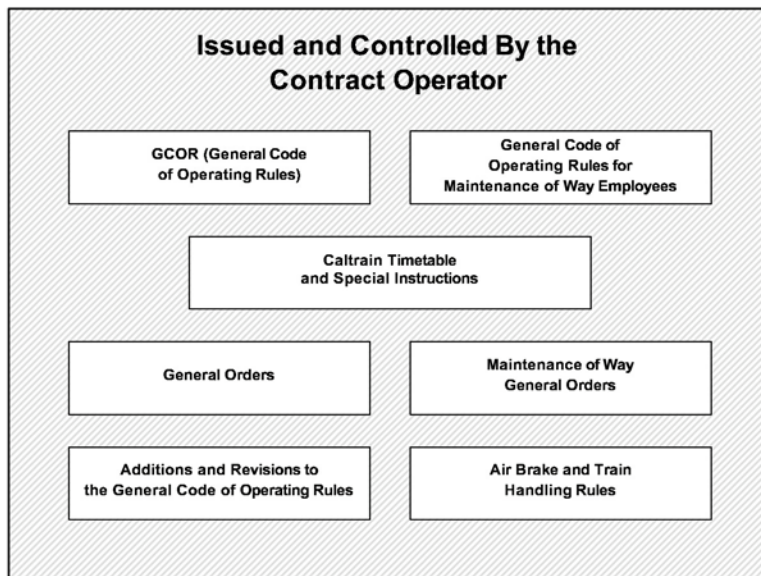 Issued and Controlled By the
Contract Operator
GCOR (General Code
of Operating Rules)
General Code of
Operating Rules for
Maintenance of Way Employees
Caltrain Timetable
and Special Instructions
General Orders
Maintenance of Way
General Orders
Additions and Revisions to
the General Code of Operating Rules
Air Brake and Train
Handling Rules